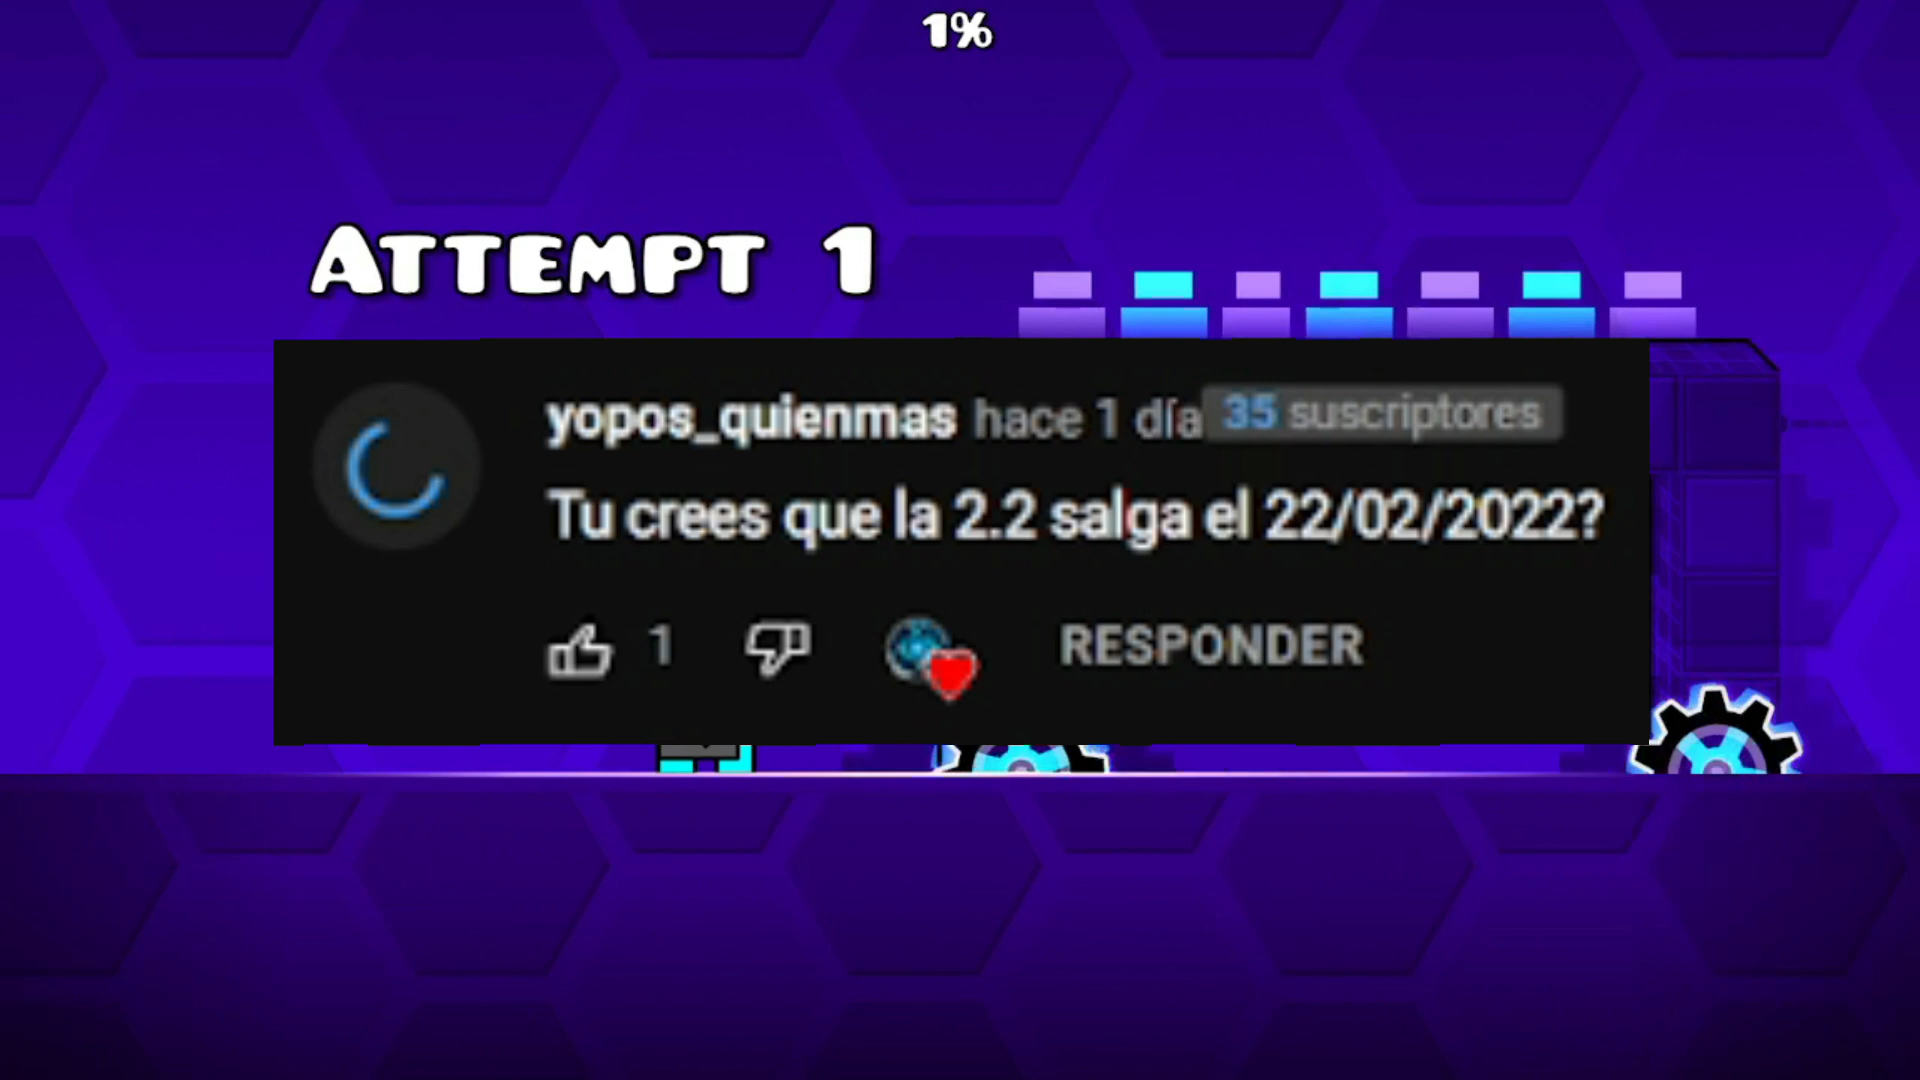 1%
ATTEMPT 1
yopos_quienmas hace 1 día 35 suscriptores
Tu crees que la 2.2 salga el 22/02/2022?
1 RESPONDER